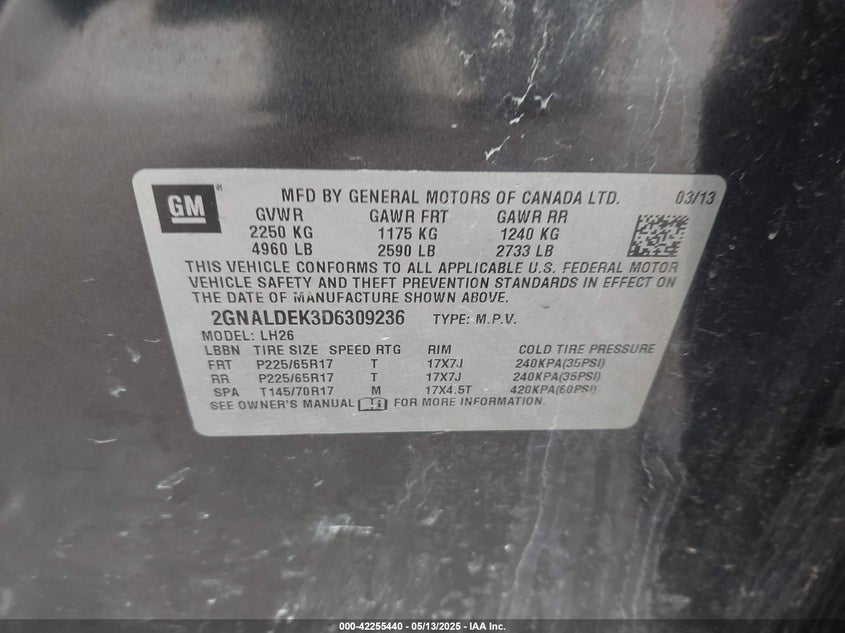 GM ®
MFD BY GENERAL MOTORS OF CANADA LTD. 03/13
GVWR GAWR FRT GAWR RR
2250 KG 1175 KG 1240 KG
4960 LB 2590 LB 2733 LB
THIS VEHICLE CONFORMS TO ALL APPLICABLE U.S. FEDERAL MOTOR
VEHICLE SAFETY AND THEFT PREVENTION STANDARDS IN EFFECT ON
THE DATE OF MANUFACTURE SHOWN ABOVE.
2GNALDEK3D6309236 TYPE: M.P.V.
MODEL: LH26
LBBN TIRE SIZE SPEED RTG RIM COLD TIRE PRESSURE
FRT P225/65R17 T 17X7J 240KPA(35PSI)
RR P225/65R17 T 17X7J 240KPA(35PSI)
SPA T145/70R17 M 17X4.5T 420KPA(60PSI)
SEE OWNER'S MANUAL FOR MORE INFORMATION.
000-42255440 - 05/13/2025 - IAA Inc.